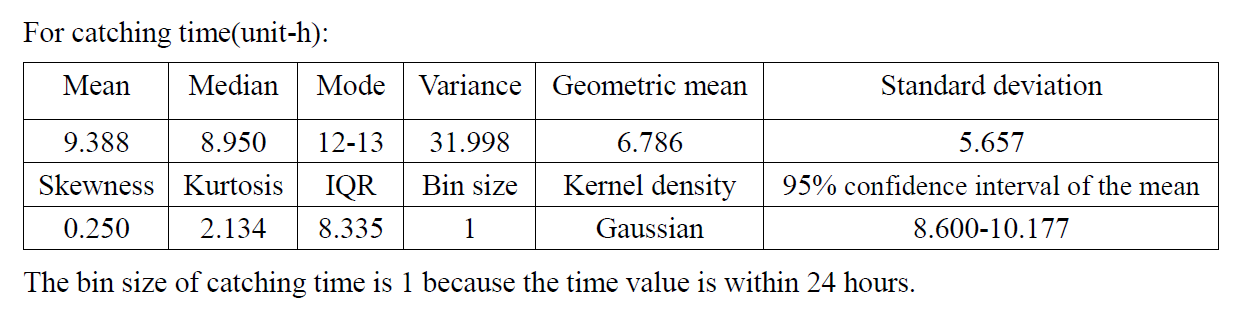 For catching time(unit-h):
Mean Median Mode Variance Geometric mean Standard deviation
9.388 8.950 12-13 31.998 6.786 5.657
Skewness Kurtosis IQR Bin size Kernel density 95% confidence interval of the mean
0.250 2.134 8.335 1 Gaussian 8.600-10.177
The bin size of catching time is 1 because the time value is within 24 hours.